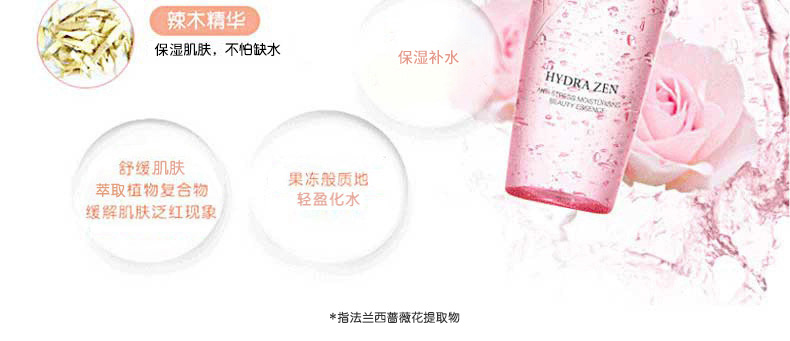 辣木精华
保湿肌肤，不怕缺水
保湿补水
HYDRA ZEN
ANTI-STRESS MOISTURISING
BEAUTY ESSENCE
舒缓肌肤
萃取植物复合物
缓解肌肤泛红现象
果冻般质地
轻盈化水
*指法兰西蔷薇花提取物